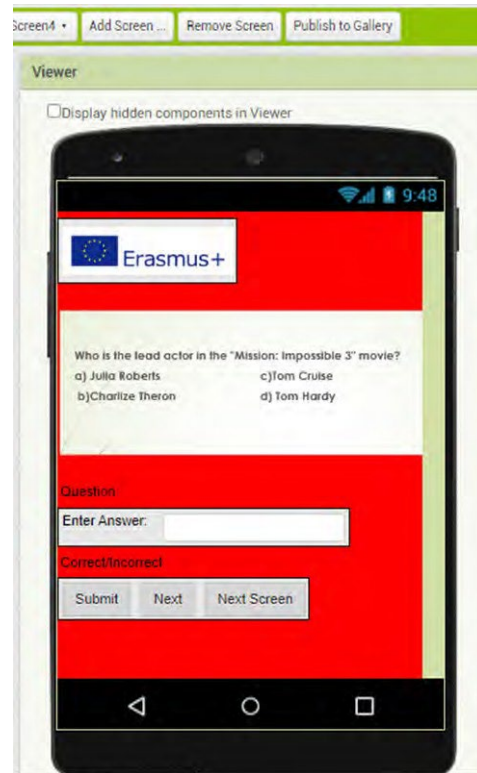 Screen4 Add Screen ... Remove Screen Publish to Gallery
Viewer
Display hidden components in Viewer
9:48
Erasmus+
Who is the lead actor in the "Mission: Impossible 3" movie?
a) Julia Roberts c)Tom Cruise
b)Charlize Theron d) Tom Hardy
Question
Enter Answer:
Correct/Incorrect
Submit Next Next Screen